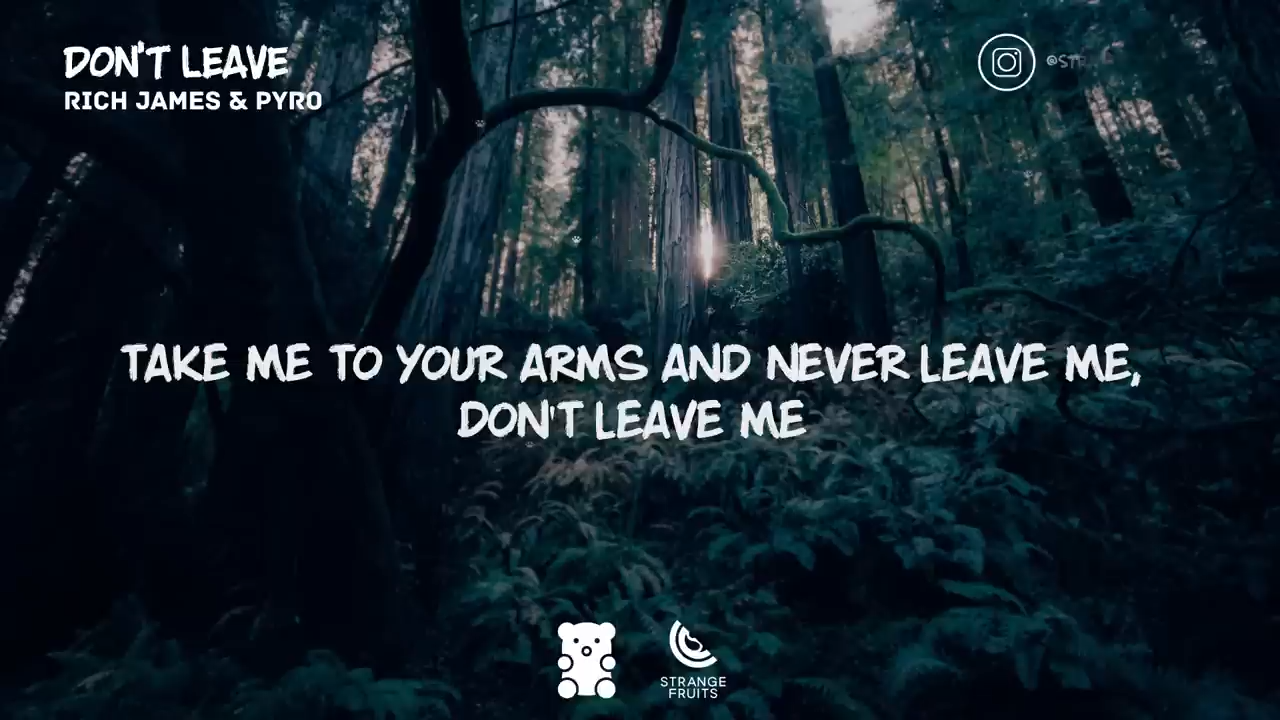 DON'T LEAVE
RICH JAMES & PYRO
TAKE ME TO YOUR ARMS AND NEVER LEAVE ME,
DON'T LEAVE ME
STRANGE
FRUITS